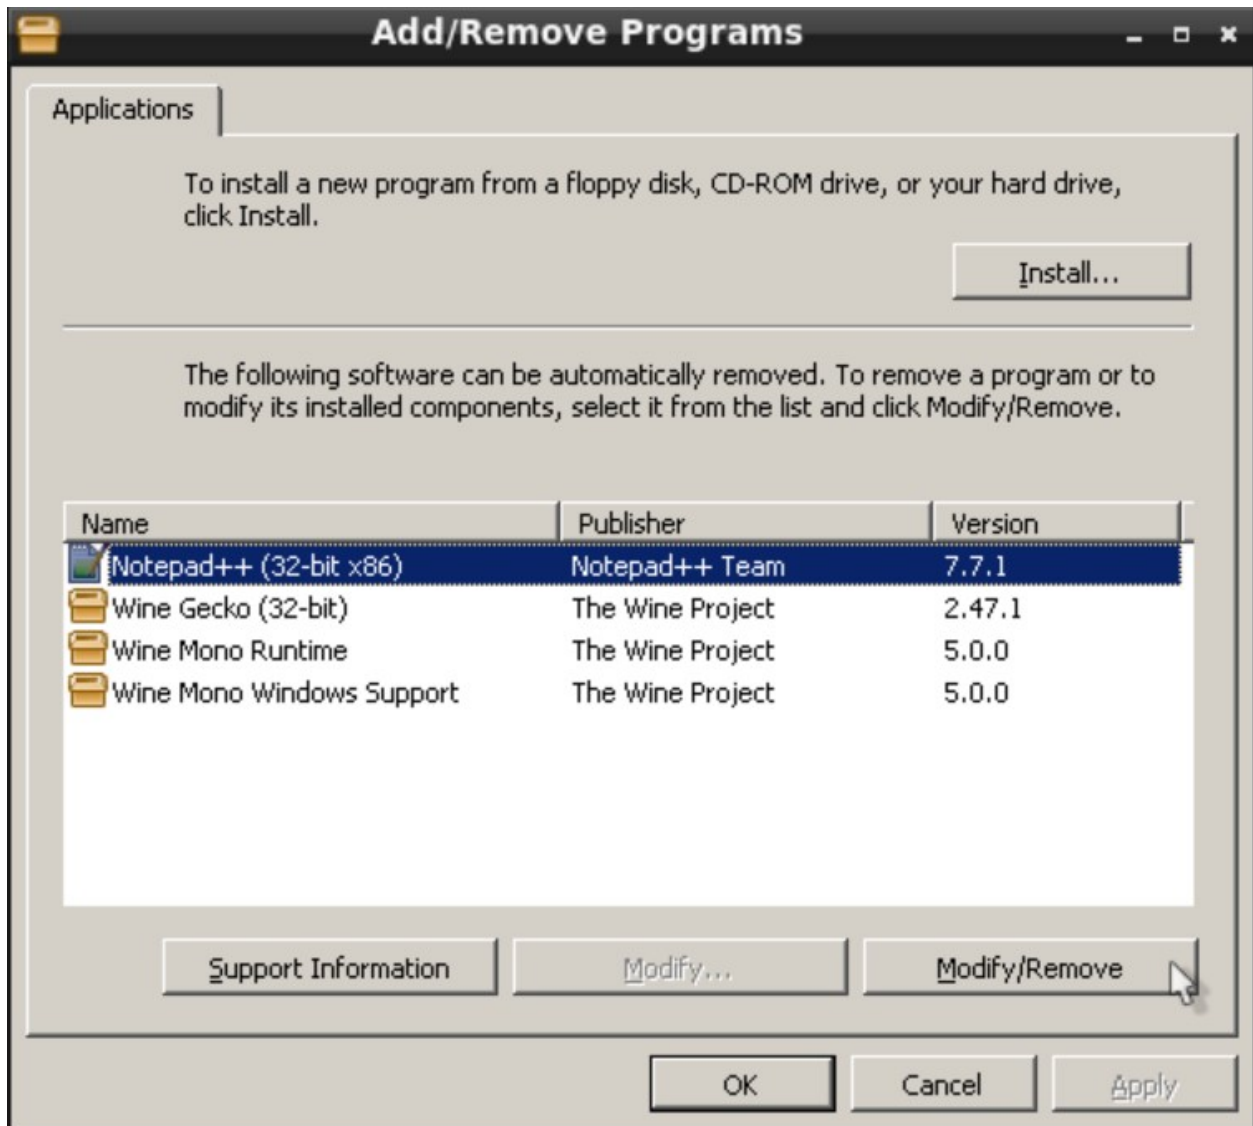 Add/Remove Programs
Applications
To install a new program from a floppy disk, CD-ROM drive, or your hard drive,
click Install.
Install...
The following software can be automatically removed. To remove a program or to
modify its installed components, select it from the list and click Modify/Remove.
Name Publisher Version
Notepad++ (32-bit x86) Notepad++ Team 7.7.1
Wine Gecko (32-bit) The Wine Project 2.47.1
Wine Mono Runtime The Wine Project 5.0.0
Wine Mono Windows Support The Wine Project 5.0.0
Support Information Modify... Modify/Remove
OK Cancel Apply